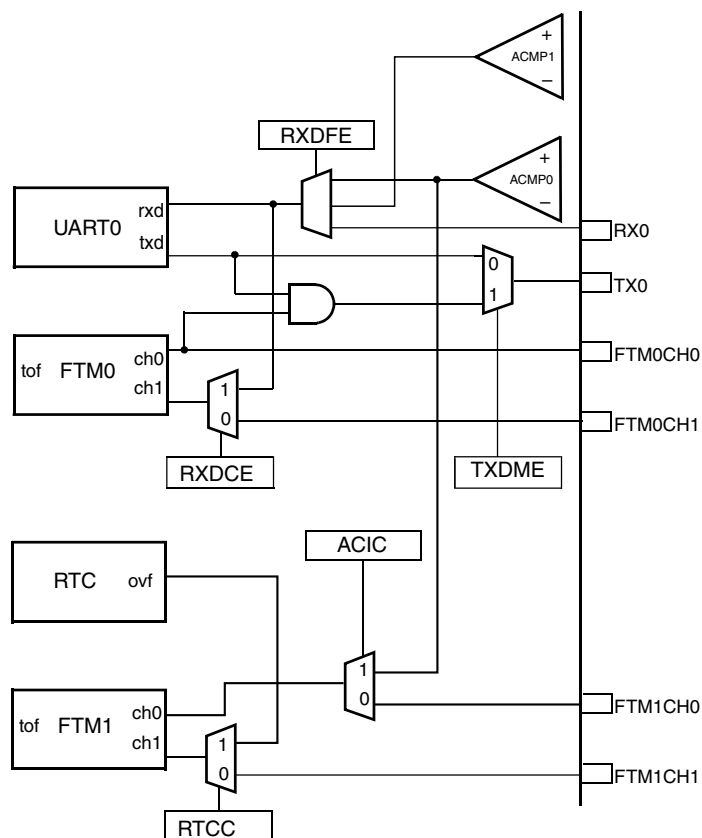 +
ACMP1
−
RXDFE
+
ACMP0
−
UART0
rxd
txd
RX0
0
1
TX0
tof
FTM0
ch0
ch1
FTM0CH0
1
0
FTM0CH1
RXDCE
TXDME
ACIC
RTC
ovf
1
0
FTM1CH0
tof
FTM1
ch0
ch1
1
0
FTM1CH1
RTCC